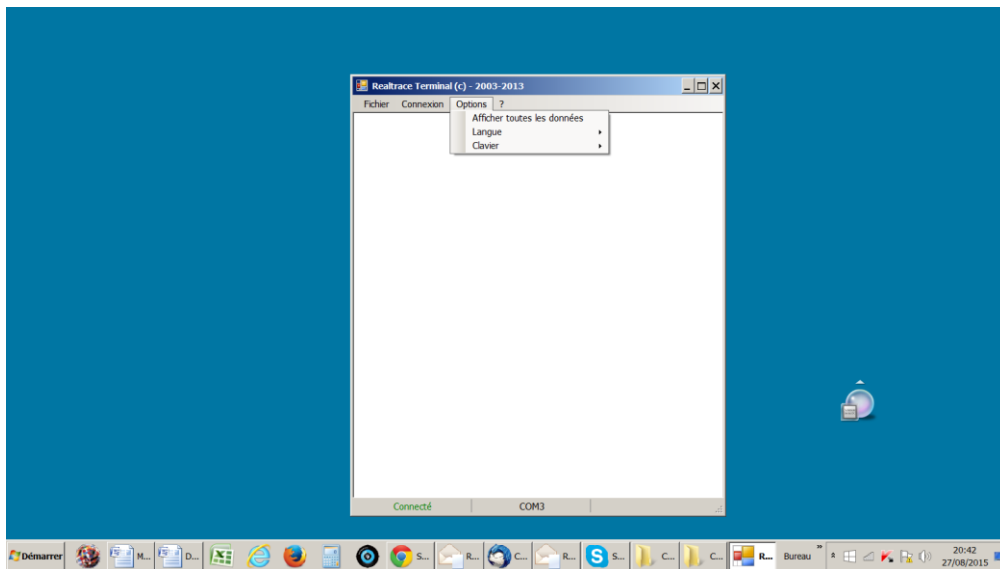 Realtrace Terminal (c) - 2003-2013
Fichier Connexion Options ?
Afficher toutes les données
Langue
Clavier
Connecté COM3
Démarrer M... D... S... R... C... R... S... C... C... R... Bureau » 20:42
27/08/2015